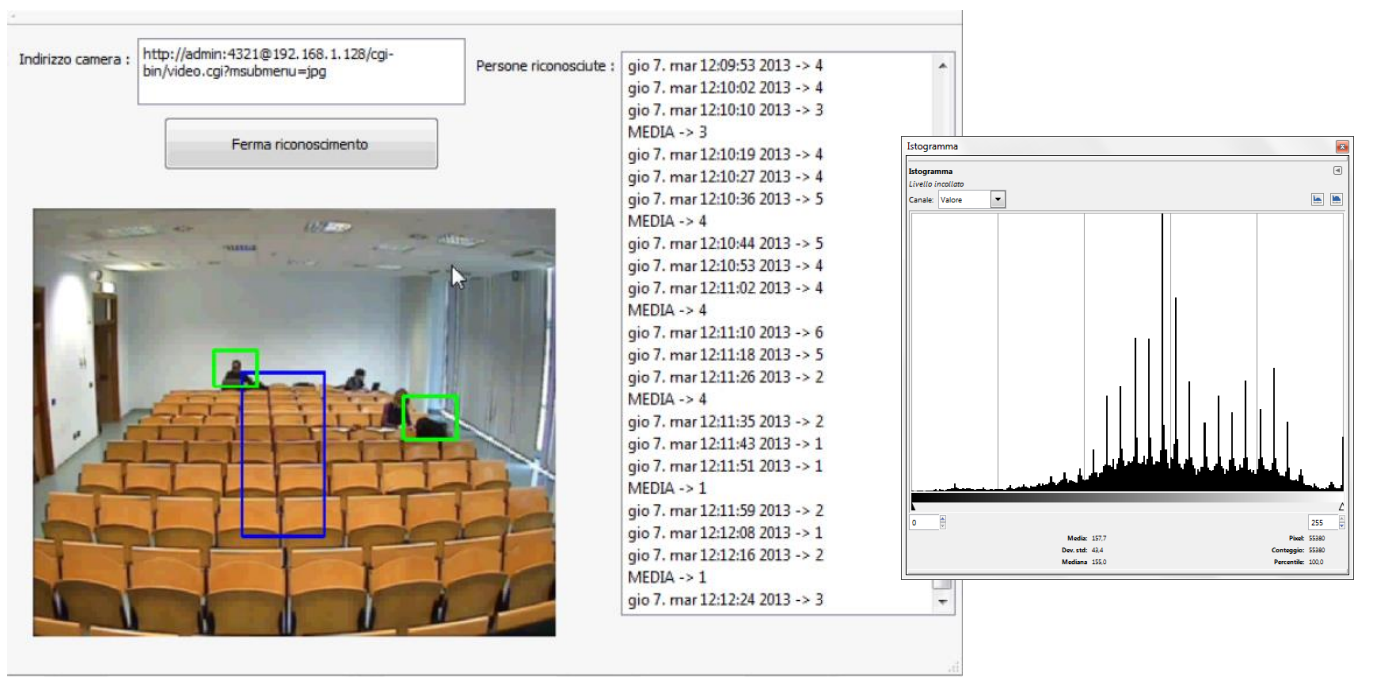 Indirizzo camera :
http://admin:4321@192.168.1.128/cgi-
bin/video.cgi?msubmenu=jpg
Ferma riconoscimento
Persone riconosciute :
gio 7. mar 12:09:53 2013 -> 4
gio 7. mar 12:10:02 2013 -> 4
gio 7. mar 12:10:10 2013 -> 3
MEDIA -> 3
gio 7. mar 12:10:19 2013 -> 4
gio 7. mar 12:10:27 2013 -> 4
gio 7. mar 12:10:36 2013 -> 5
MEDIA -> 4
gio 7. mar 12:10:44 2013 -> 5
gio 7. mar 12:10:53 2013 -> 4
gio 7. mar 12:11:02 2013 -> 4
MEDIA -> 4
gio 7. mar 12:11:10 2013 -> 6
gio 7. mar 12:11:18 2013 -> 5
gio 7. mar 12:11:26 2013 -> 2
MEDIA -> 4
gio 7. mar 12:11:35 2013 -> 2
gio 7. mar 12:11:43 2013 -> 1
gio 7. mar 12:11:51 2013 -> 1
MEDIA -> 1
gio 7. mar 12:11:59 2013 -> 2
gio 7. mar 12:12:08 2013 -> 1
gio 7. mar 12:12:16 2013 -> 2
MEDIA -> 1
gio 7. mar 12:12:24 2013 -> 3
Istogramma
Istogramma
Livello incollato
Canale: Valore
0 255
Media: 157,7 Pixel: 55380
Dev. std: 43,4 Conteggio: 55380
Mediana 155,0 Percentile: 100,0